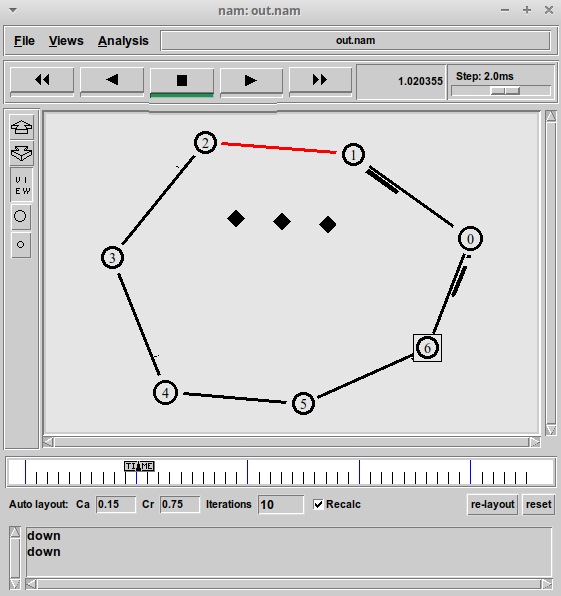 nam: out.nam
File Views Analysis out.nam
1.020355 Step: 2.0ms
2
1
V I
E W
0
3
6
4
5
TIME
Auto layout: Ca 0.15 Cr 0.75 Iterations 10 Recalc re-layout reset
down
down